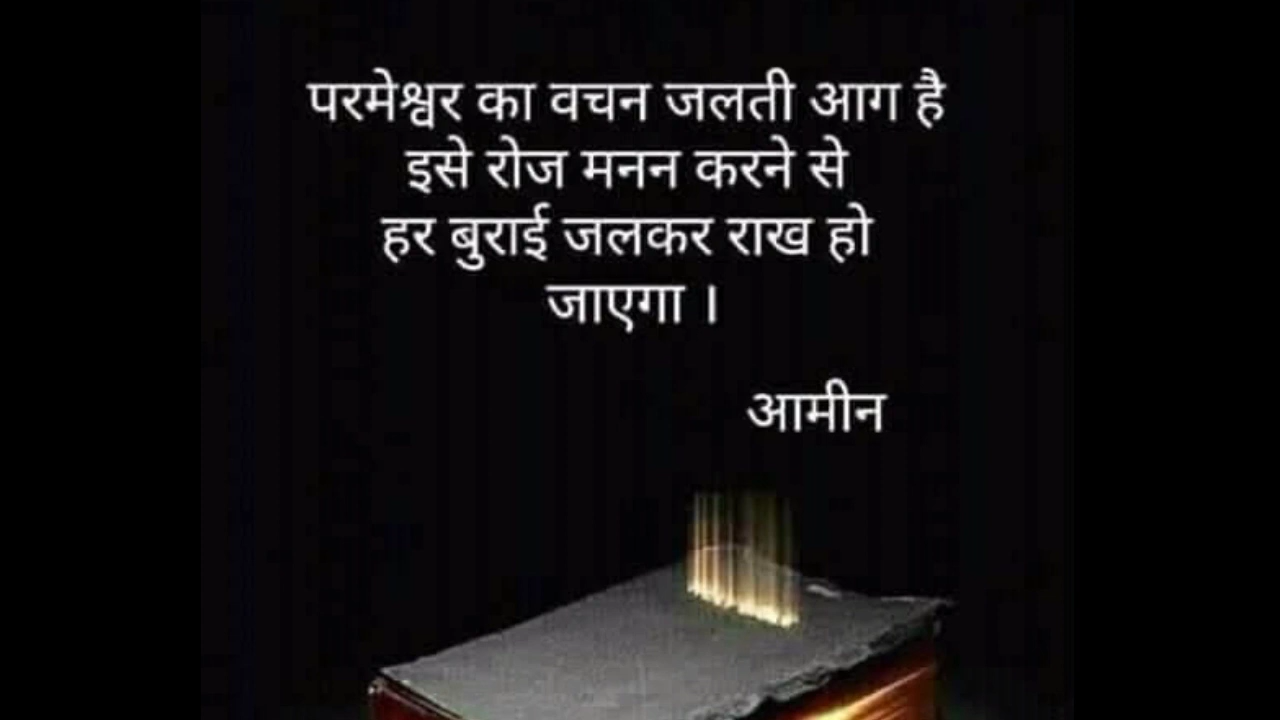 परमेश्वर का वचन जलती आग है
इसे रोज मनन करने से
हर बुराई जलकर राख हो
जाएगा ।
आमीन